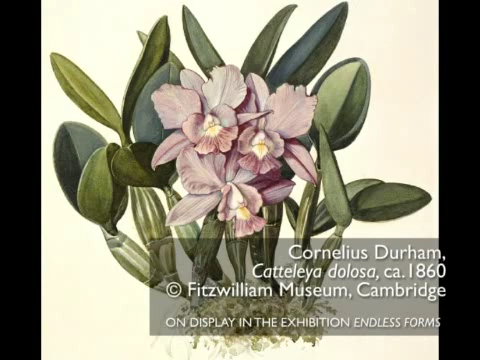 Cornelius Durham,
Catteleya dolosa, ca.1860
© Fitzwilliam Museum, Cambridge
ON DISPLAY IN THE EXHIBITION ENDLESS FORMS